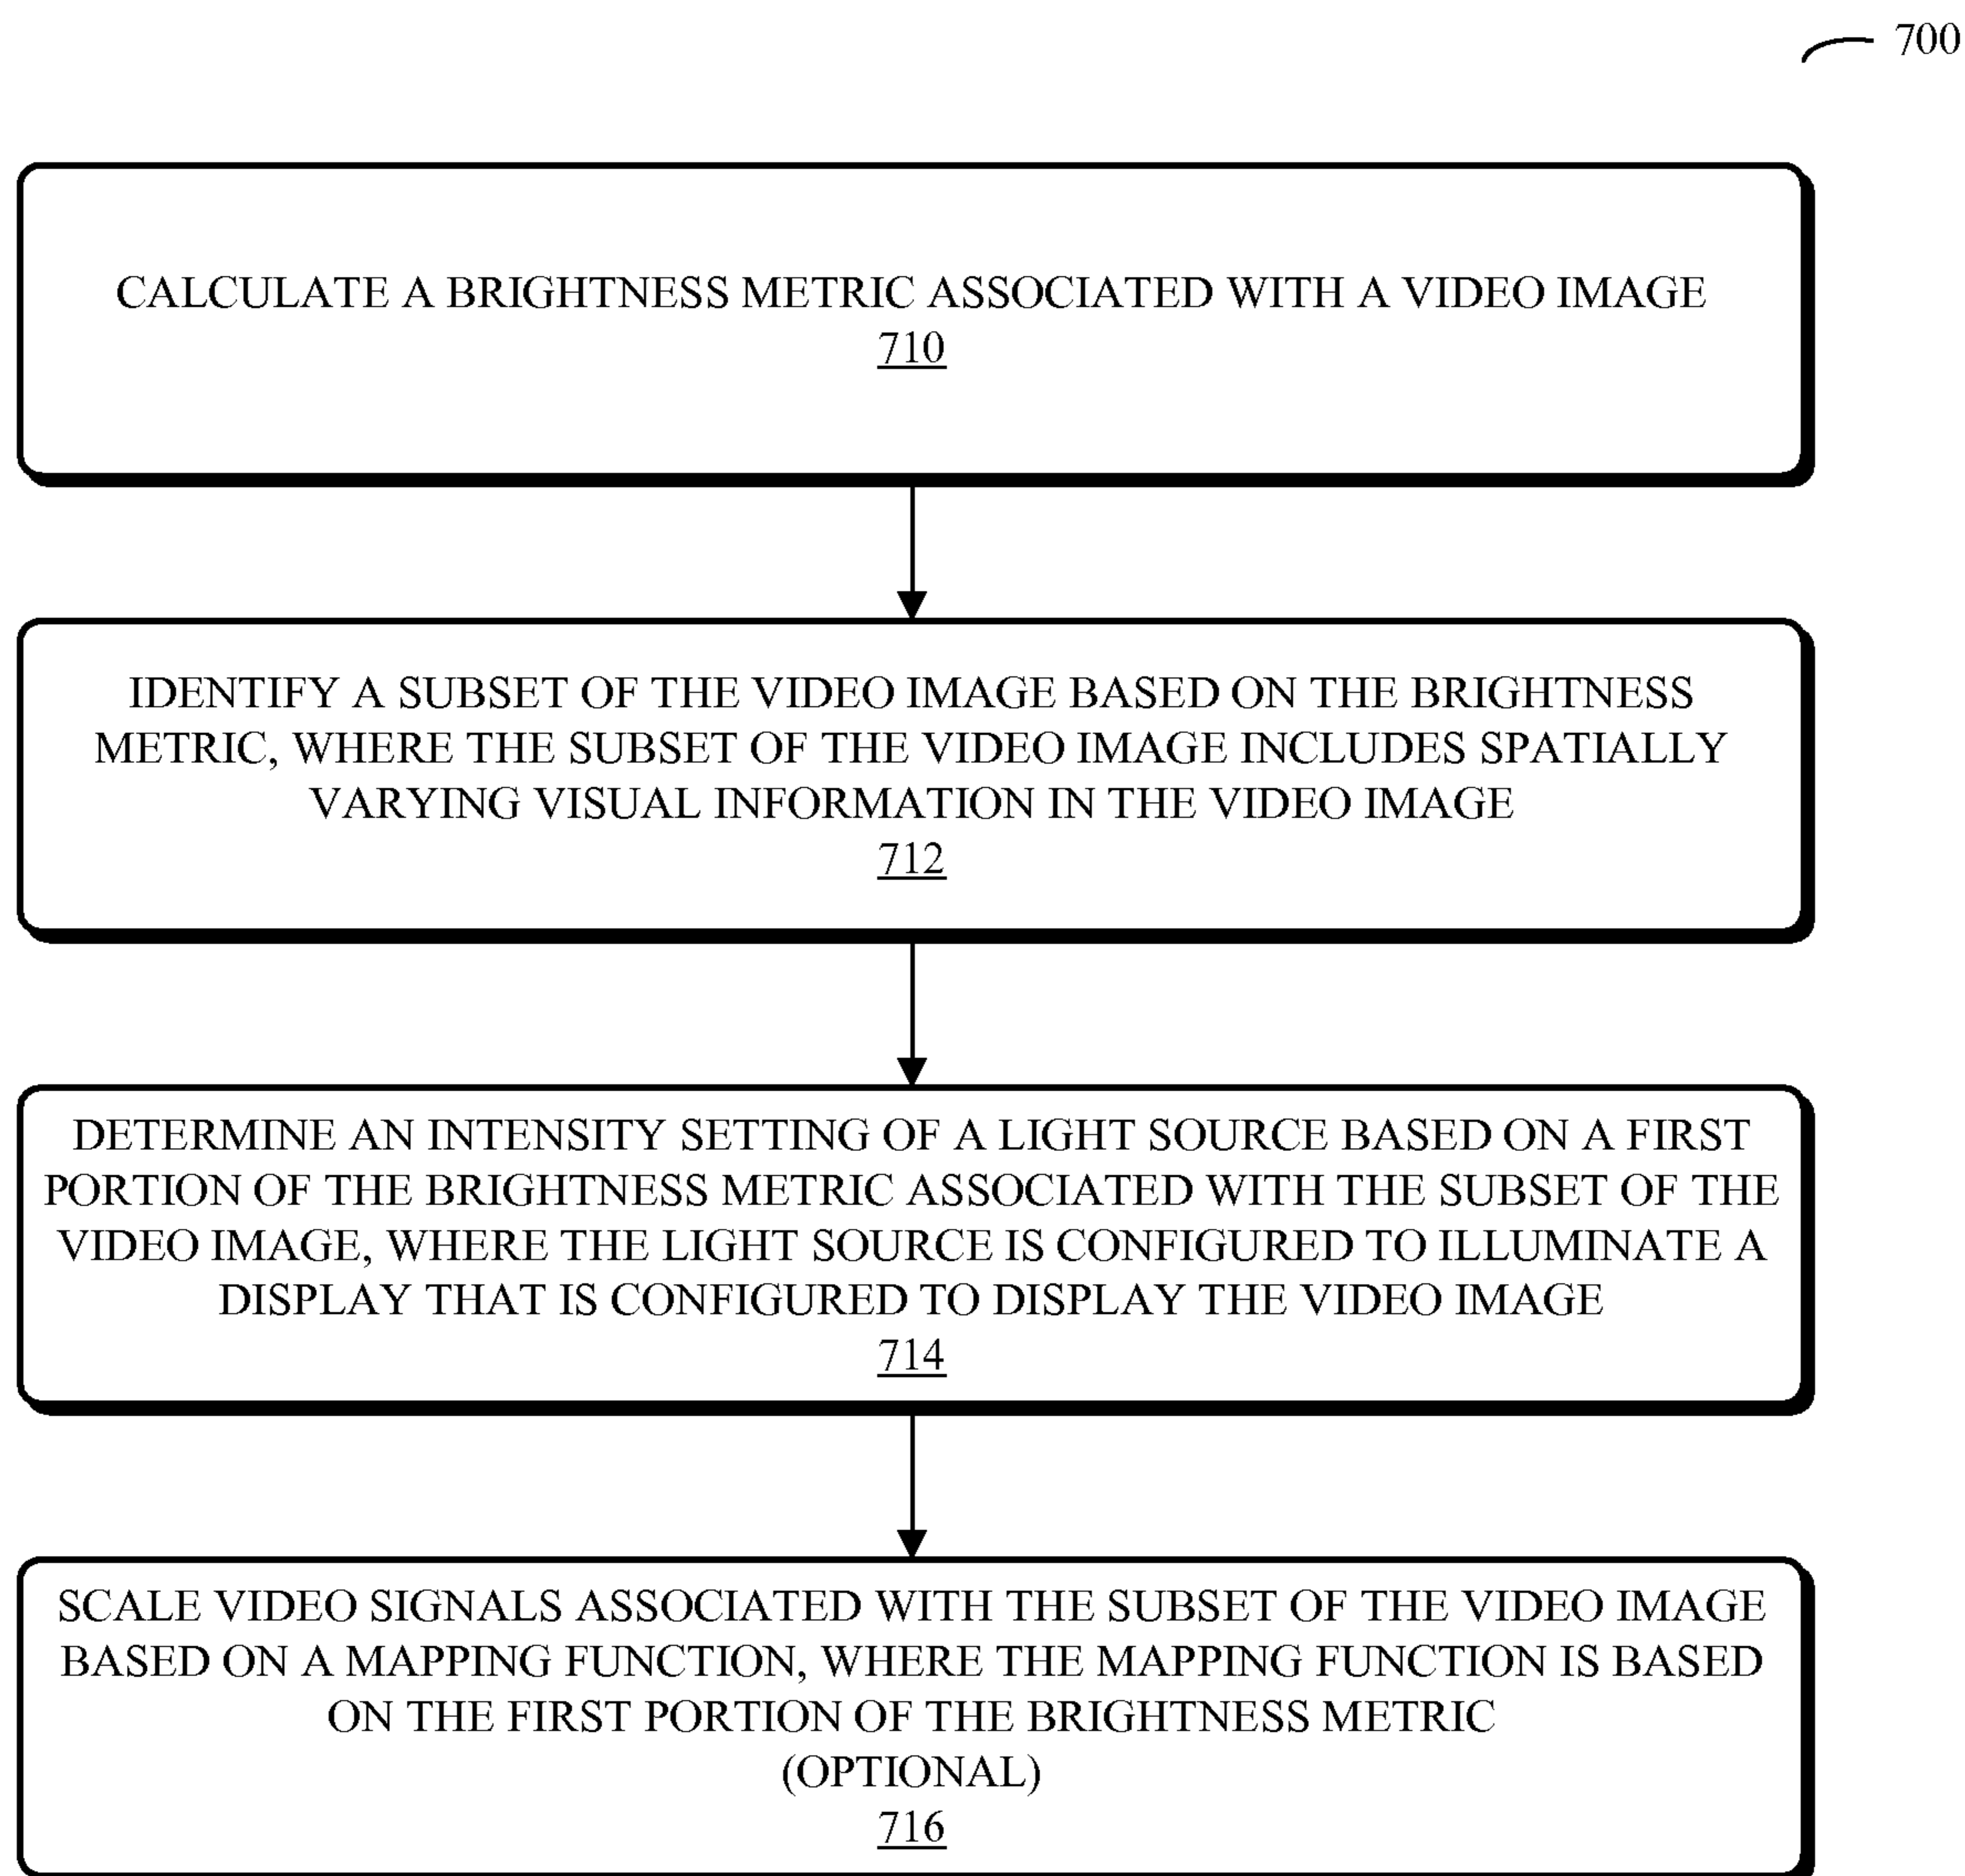 700
CALCULATE A BRIGHTNESS METRIC ASSOCIATED WITH A VIDEO IMAGE
710
IDENTIFY A SUBSET OF THE VIDEO IMAGE BASED ON THE BRIGHTNESS
METRIC, WHERE THE SUBSET OF THE VIDEO IMAGE INCLUDES SPATIALLY
VARYING VISUAL INFORMATION IN THE VIDEO IMAGE
712
DETERMINE AN INTENSITY SETTING OF A LIGHT SOURCE BASED ON A FIRST
PORTION OF THE BRIGHTNESS METRIC ASSOCIATED WITH THE SUBSET OF THE
VIDEO IMAGE, WHERE THE LIGHT SOURCE IS CONFIGURED TO ILLUMINATE A
DISPLAY THAT IS CONFIGURED TO DISPLAY THE VIDEO IMAGE
714
SCALE VIDEO SIGNALS ASSOCIATED WITH THE SUBSET OF THE VIDEO IMAGE
BASED ON A MAPPING FUNCTION, WHERE THE MAPPING FUNCTION IS BASED
ON THE FIRST PORTION OF THE BRIGHTNESS METRIC
(OPTIONAL)
716